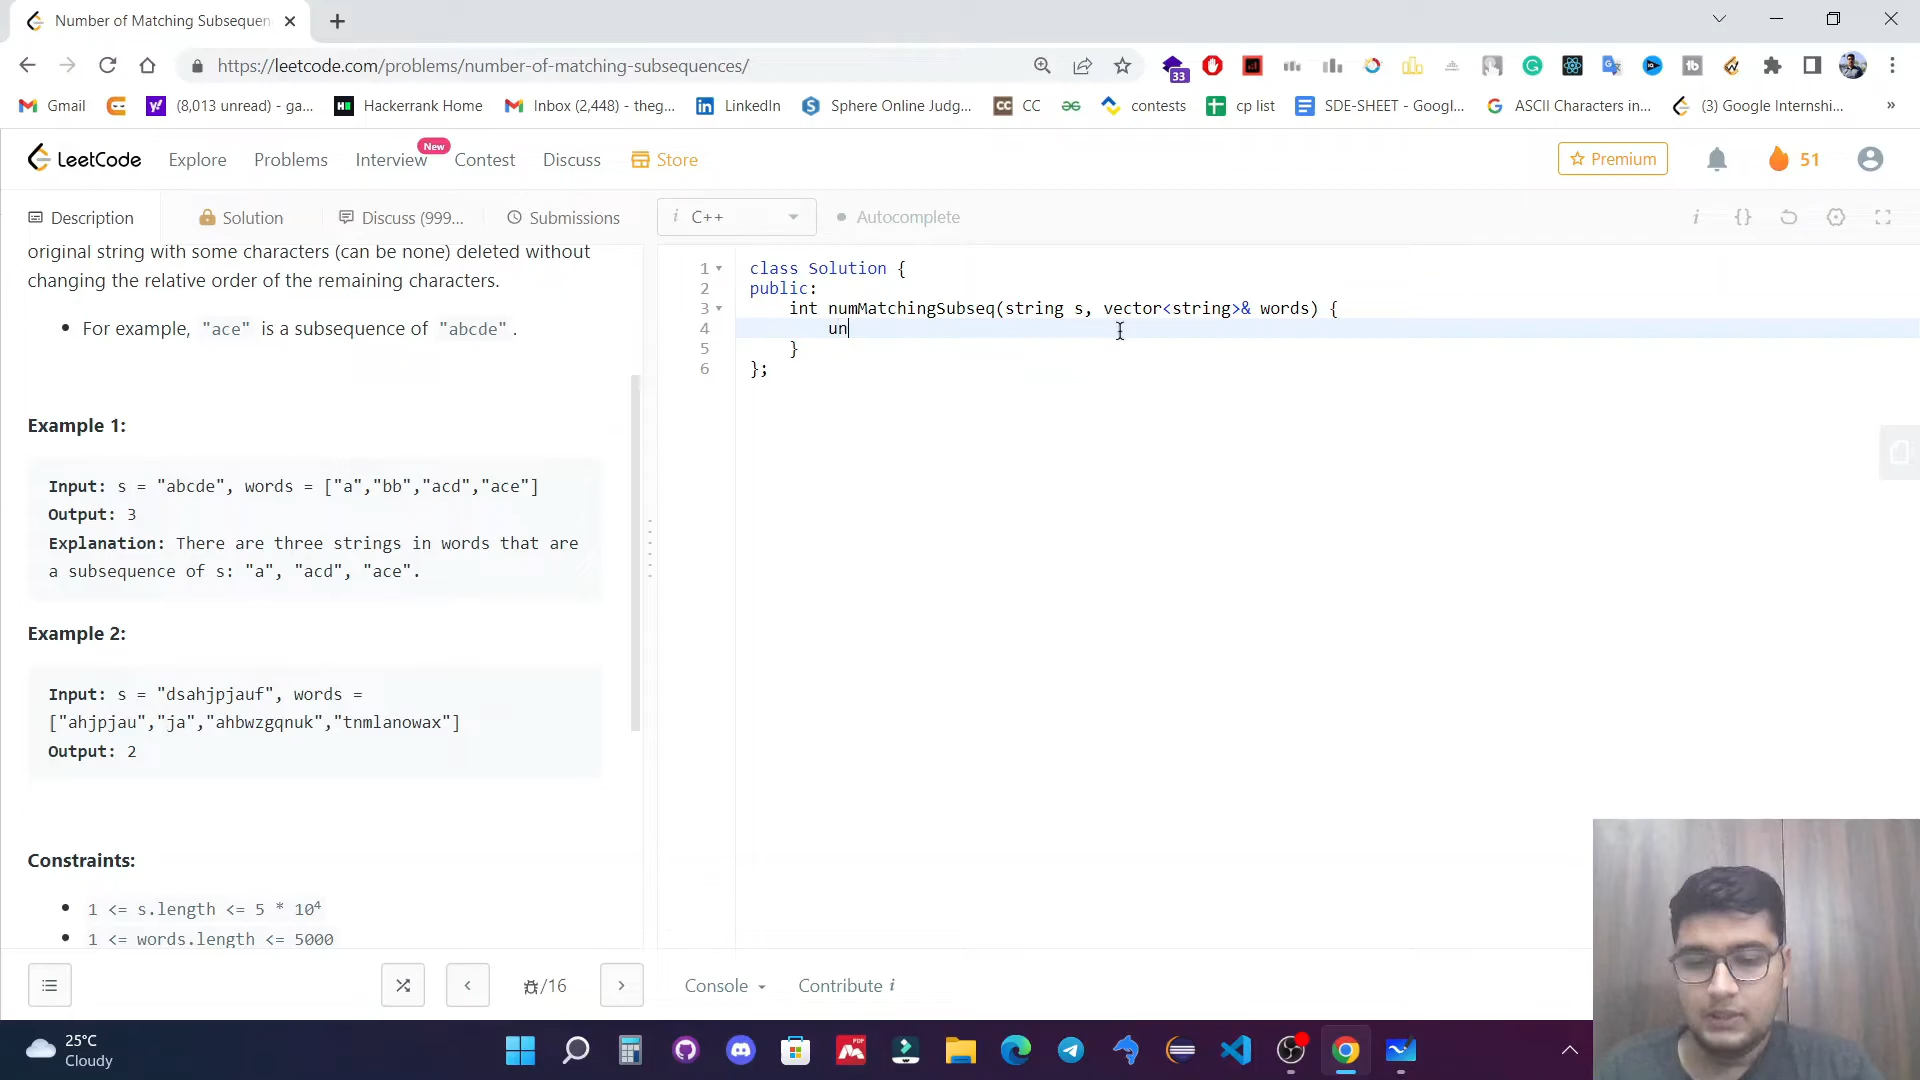 Number of Matching Subsequen
https://leetcode.com/problems/number-of-matching-subsequences/
33
Gmail
(8,013 unread) - ga...
Hackerrank Home
Inbox (2,448) - theg...
LinkedIn
Sphere Online Judg...
CC
contests
cp list
SDE-SHEET - Googl...
ASCII Characters in...
(3) Google Internshi...
»
LeetCode
Explore
Problems
Interview
New
Contest
Discuss
Store
Premium
51
Description
Solution
Discuss (999...
Submissions
i C++
Autocomplete
original string with some characters (can be none) deleted without
changing the relative order of the remaining characters.
• For example, "ace" is a subsequence of "abcde".
Example 1:
Input: s = "abcde", words = ["a","bb","acd","ace"]
Output: 3
Explanation: There are three strings in words that are
a subsequence of s: "a", "acd", "ace".
Example 2:
Input: s = "dsahjpjauf", words =
["ahjpjau","ja","ahbwzgqnuk","tnmlanowax"]
Output: 2
Constraints:
• 1 <= s.length <= 5 * 10⁴
• 1 <= words.length <= 5000
1 class Solution {
2 public:
3 int numMatchingSubseq(string s, vector<string>& words) {
4 un
5 }
6 };
/16
Console
Contribute i
25°C
Cloudy